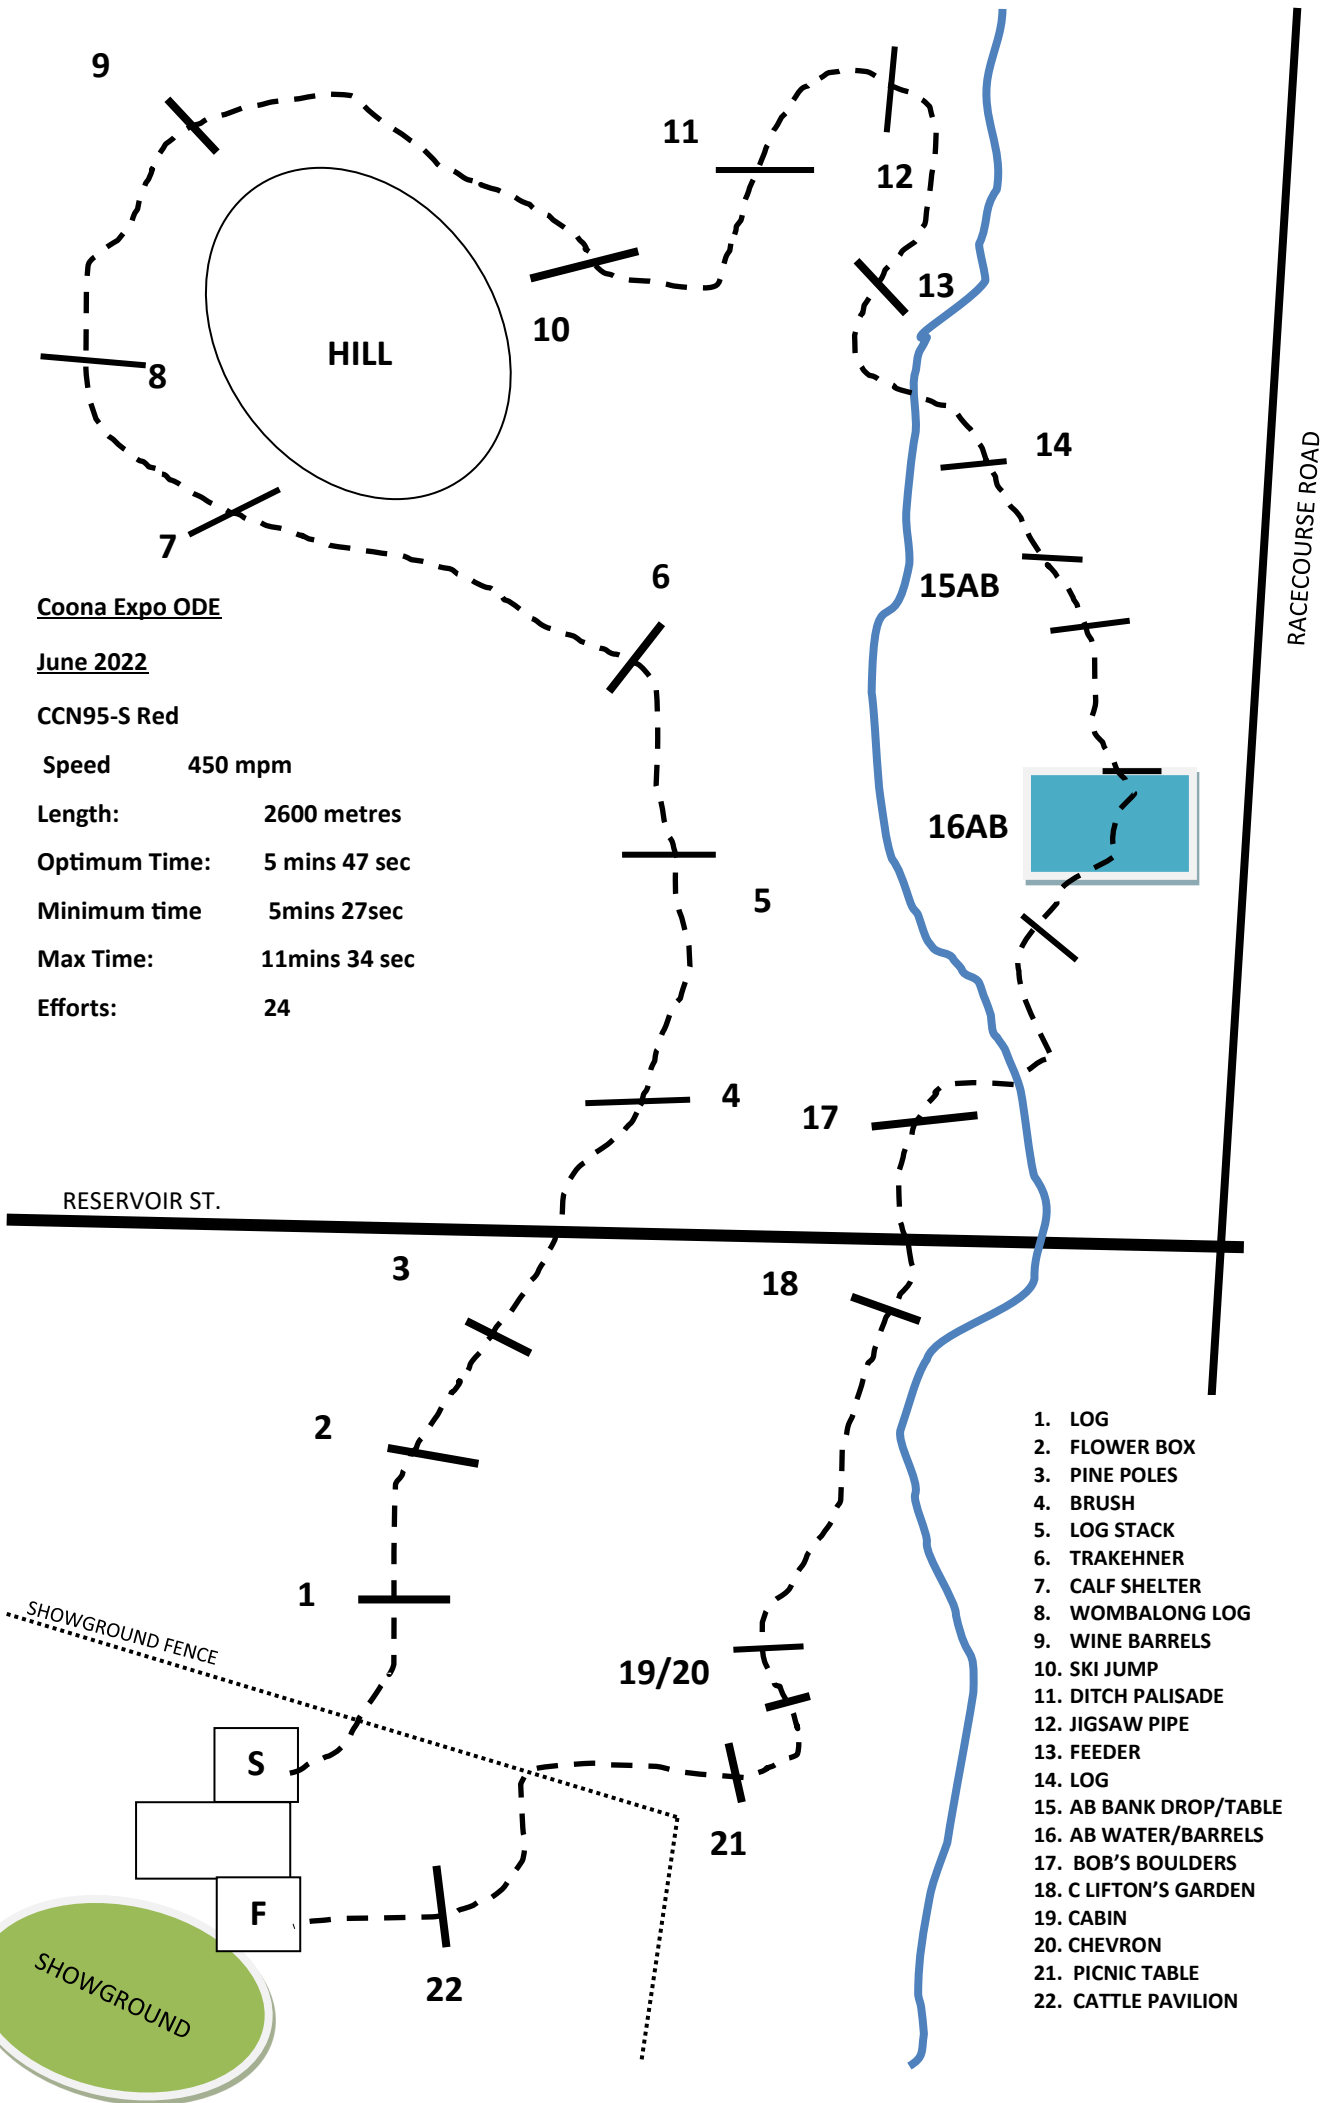 9
11
12
13
10
HILL
8
14
7
6
15AB
RACECOURSE ROAD
Coona Expo ODE
June 2022
CCN95-S Red
Speed 450 mpm
Length: 2600 metres
Optimum Time: 5 mins 47 sec
Minimum time 5mins 27sec
Max Time: 11mins 34 sec
Efforts: 24
16AB
5
4
17
RESERVOIR ST.
3
18
2
1
SHOWGROUND FENCE
19/20
S
21
F
22
SHOWGROUND
1. LOG
2. FLOWER BOX
3. PINE POLES
4. BRUSH
5. LOG STACK
6. TRAKEHNER
7. CALF SHELTER
8. WOMBALONG LOG
9. WINE BARRELS
10. SKI JUMP
11. DITCH PALISADE
12. JIGSAW PIPE
13. FEEDER
14. LOG
15. AB BANK DROP/TABLE
16. AB WATER/BARRELS
17. BOB'S BOULDERS
18. C LIFTON'S GARDEN
19. CABIN
20. CHEVRON
21. PICNIC TABLE
22. CATTLE PAVILION